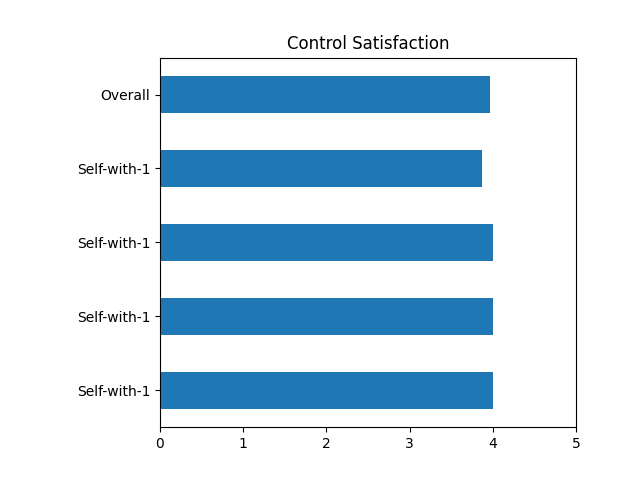 Control Satisfaction
Overall
Self-with-1
Self-with-1
Self-with-1
Self-with-1
0 1 2 3 4 5